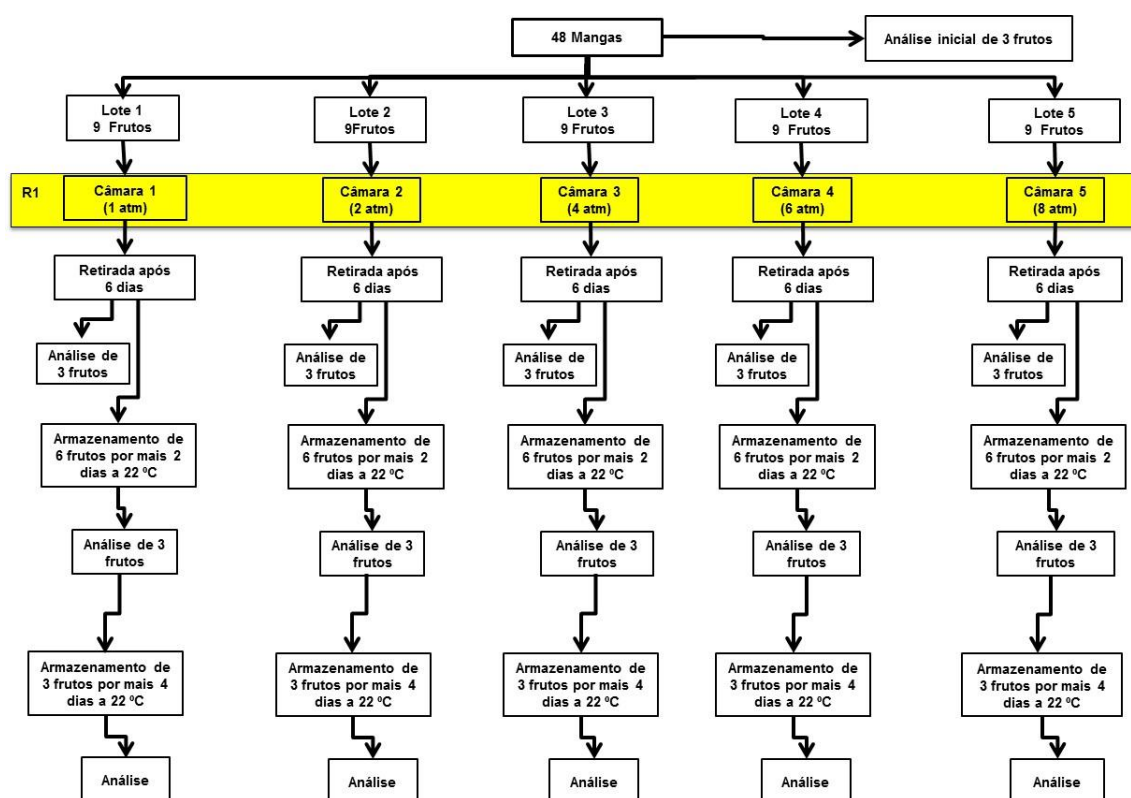 48 Mangas
Análise inicial de 3 frutos
Lote 1
9 Frutos
Lote 2
9Frutos
Lote 3
9 Frutos
Lote 4
9 Frutos
Lote 5
9 Frutos
R1
Câmara 1
(1 atm)
Câmara 2
(2 atm)
Câmara 3
(4 atm)
Câmara 4
(6 atm)
Câmara 5
(8 atm)
Retirada após
6 dias
Retirada após
6 dias
Retirada após
6 dias
Retirada após
6 dias
Retirada após
6 dias
Análise de
3 frutos
Análise de
3 frutos
Análise de
3 frutos
Análise de
3 frutos
Análise de
3 frutos
Armazenamento de
6 frutos por mais 2
dias a 22 ºC
Armazenamento de
6 frutos por mais 2
dias a 22 ºC
Armazenamento de
6 frutos por mais 2
dias a 22 ºC
Armazenamento de
6 frutos por mais 2
dias a 22 ºC
Armazenamento de
6 frutos por mais 2
dias a 22 ºC
Análise de 3
frutos
Análise de 3
frutos
Análise de 3
frutos
Análise de 3
frutos
Análise de 3
frutos
Armazenamento de
3 frutos por mais 4
dias a 22 ºC
Armazenamento de
3 frutos por mais 4
dias a 22 ºC
Armazenamento de
3 frutos por mais 4
dias a 22 ºC
Armazenamento de
3 frutos por mais 4
dias a 22 ºC
Armazenamento de
3 frutos por mais 4
dias a 22 ºC
Análise
Análise
Análise
Análise
Análise